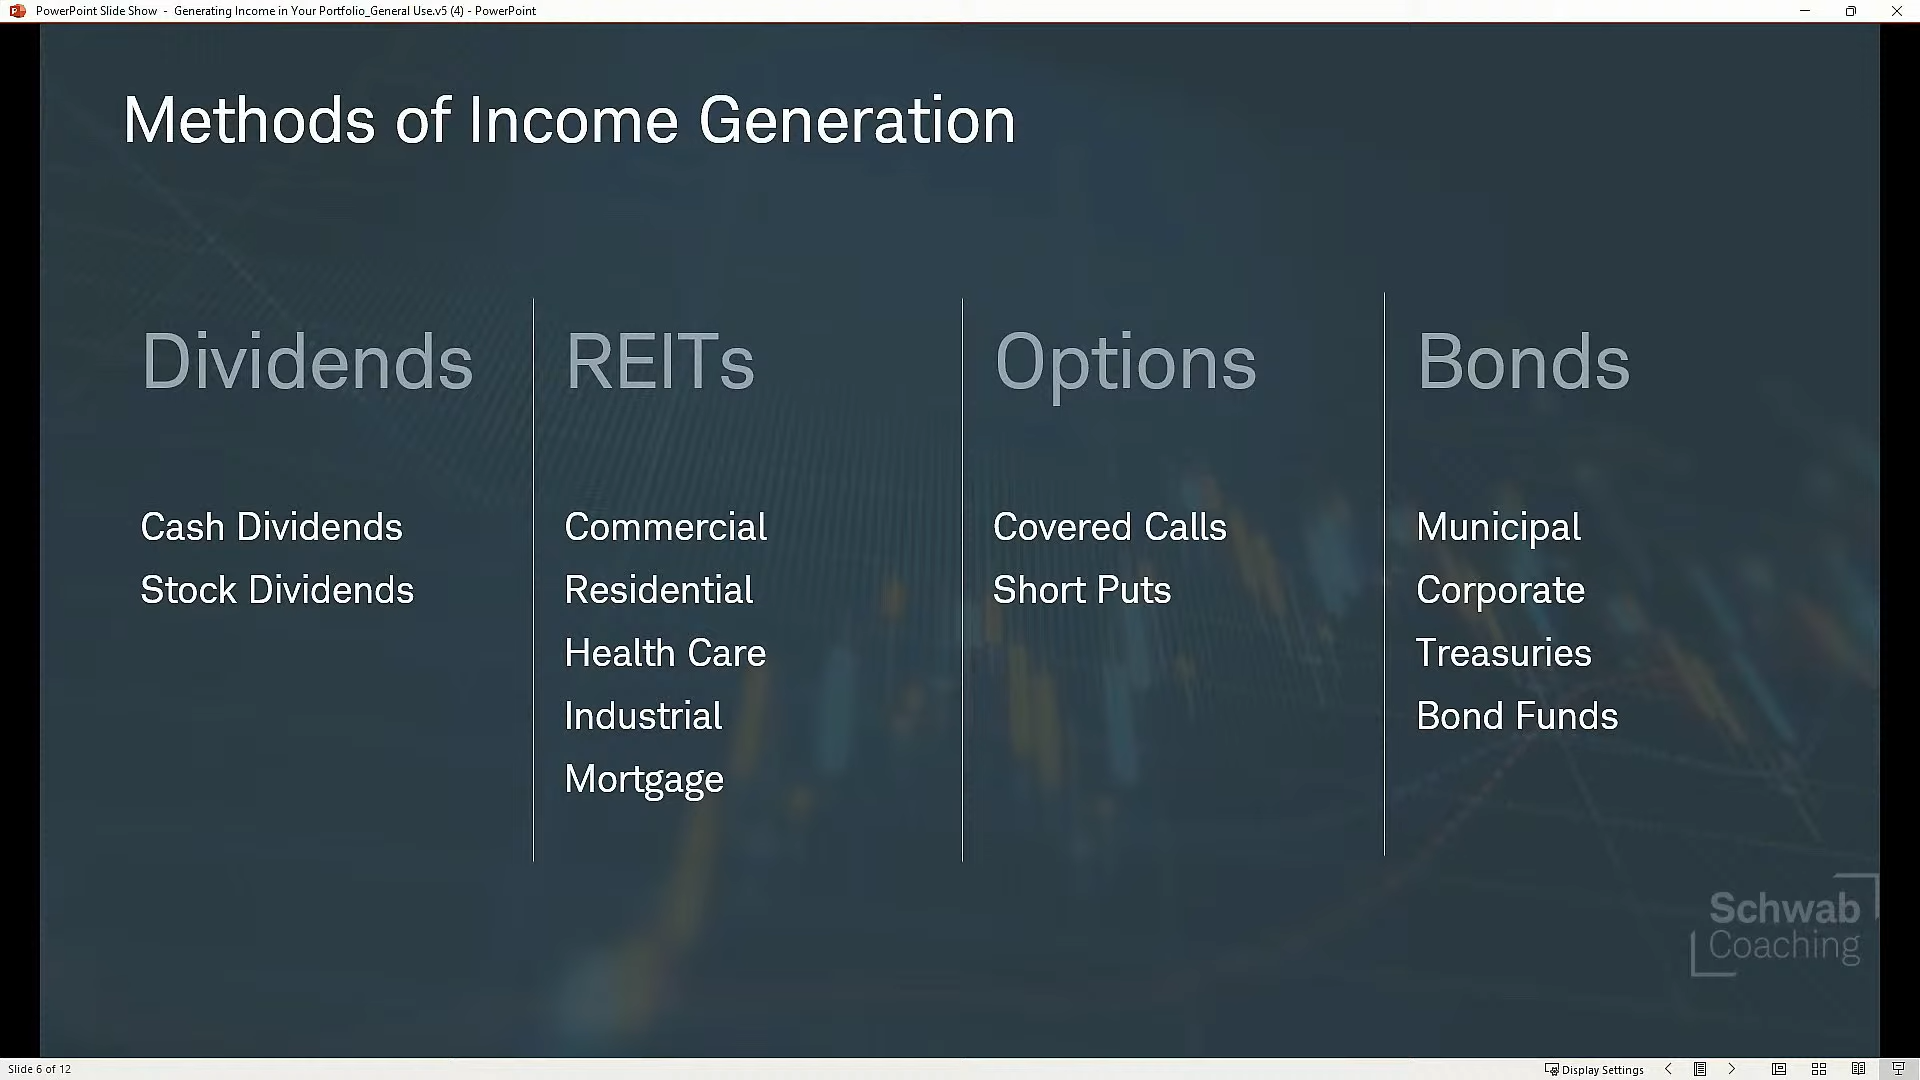 PowerPoint Slide Show - Generating Income in Your Portfolio_General Use.v5 (4) - PowerPoint
Methods of Income Generation
Dividends
Cash Dividends
Stock Dividends
REITs
Commercial
Residential
Health Care
Industrial
Mortgage
Options
Covered Calls
Short Puts
Bonds
Municipal
Corporate
Treasuries
Bond Funds
Schwab
Coaching
Slide 6 of 12
Display Settings